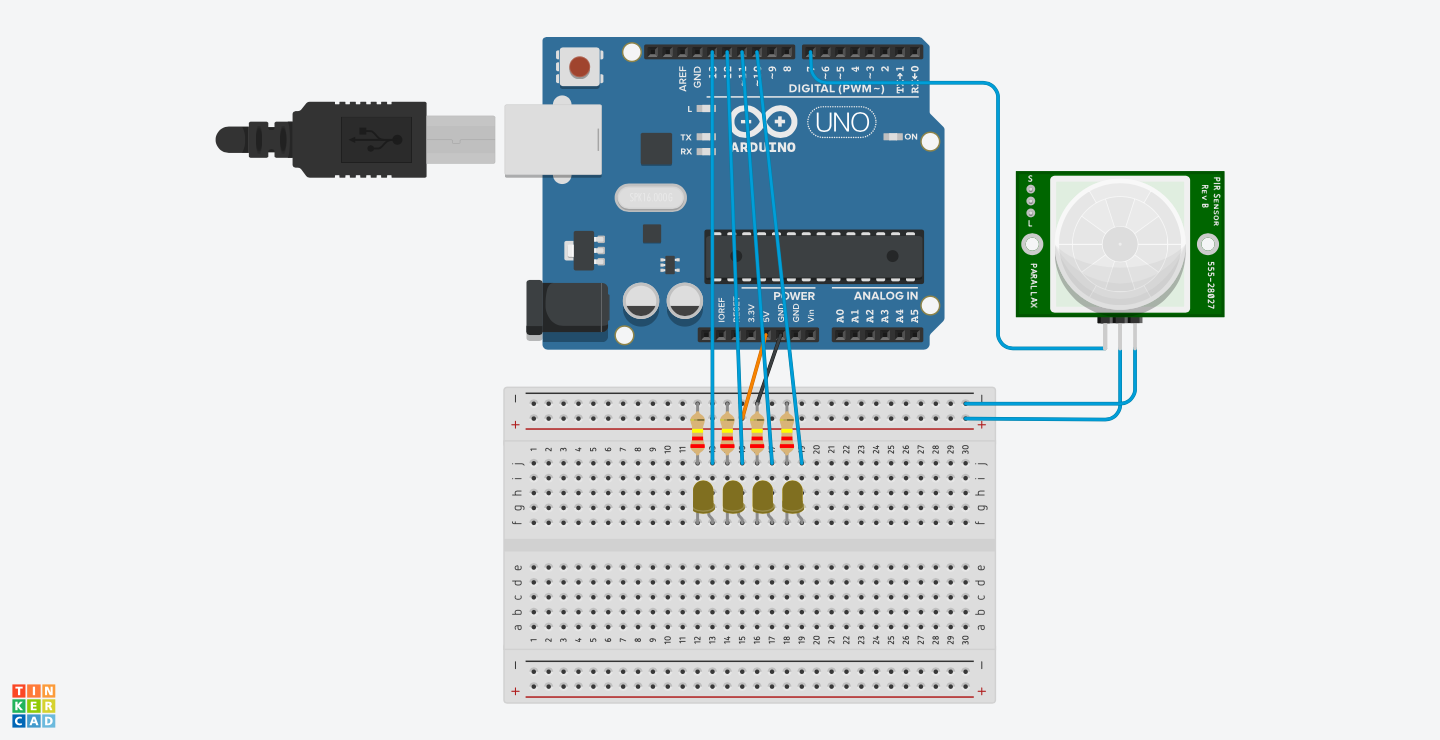 AREF
GND
13
12
~11
~10
~9
8
7
~6
~5
4
~3
2
TX→1
RX←0
DIGITAL (PWM~)
L
TX
RX
ARDUINO
UNO
ON
IOREF
RESET
3.3V
5V
GND
GND
Vin
POWER
ANALOG IN
A0
A1
A2
A3
A4
A5
S
L
PARALLAX
PIR SENSOR
REV B
555-28027
− −
+ +
1 2 3 4 5 6 7 8 9 10 11 12 13 14 15 16 17 18 19 20 21 22 23 24 25 26 27 28 29 30
j j
i i
h h
g g
f f
e e
d d
c c
b b
a a
1 2 3 4 5 6 7 8 9 10 11 12 13 14 15 16 17 18 19 20 21 22 23 24 25 26 27 28 29 30
− −
+ +
TIN
KER
CAD